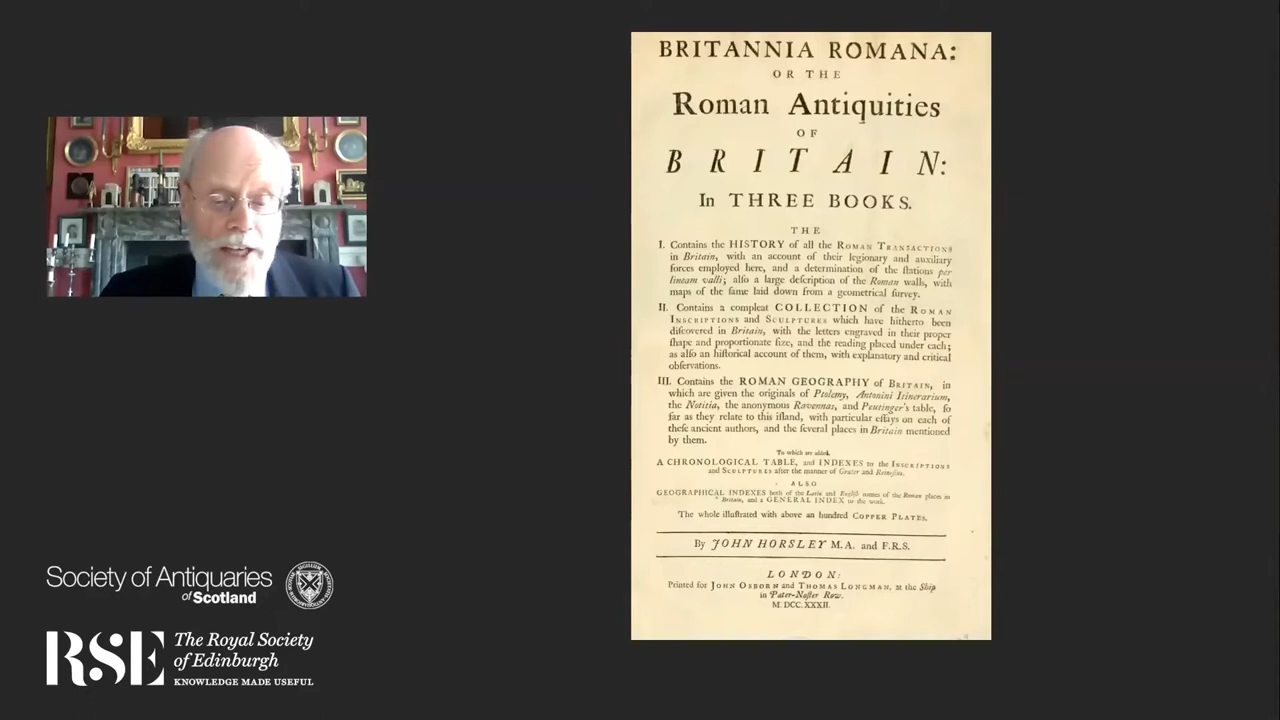 BRITANNIA ROMANA:
OR THE
Roman Antiquities
OF
BRITAIN:
In THREE BOOKS.
THE
I. Contains the HISTORY of all the ROMAN TRANSACTIONS
in Britain, with an account of their legionary and auxiliary
forces employed here, and a determination of the ſtations per
lineam valli; alſo a large deſcription of the Roman walls, with
maps of the ſame laid down from a geometrical ſurvey.
II. Contains a compleat COLLECTION of the ROMAN
INSCRIPTIONS and SCULPTURES which have hitherto been
diſcovered in Britain, with the letters engraved in their proper
ſhape and proportionate ſize, and the reading placed under each;
as alſo an hiſtorical account of them, with explanatory and critical
obſervations.
III. Contains the ROMAN GEOGRAPHY of BRITAIN, in
which are given the originals of Ptolemy, Antonini Itinerarium,
the Notitia, the anonymous Ravennas, and Peutinger's table, ſo
far as they relate to this iſland, with particular eſſays on each of
theſe ancient authors, and the ſeveral places in Britain mentioned
by them.
To which are added,
A CHRONOLOGICAL TABLE, and INDEXES to the INSCRIPTIONS
and SCULPTURES after the manner of Gruter and Reineſius.
ALSO
GEOGRAPHICAL INDEXES both of the Latin and Engliſh names of the Roman places in
Britain, and a GENERAL INDEX to the work.
The whole illuſtrated with above an hundred COPPER PLATES.
By JOHN HORSLEY M.A. and F.R.S.
LONDON:
Printed for JOHN OSBORN and THOMAS LONGMAN, at the Ship
in Pater-Noſter Row.
M.DCC.XXXII.
Society of Antiquaries
of Scotland
RSE
The Royal Society
of Edinburgh
KNOWLEDGE MADE USEFUL